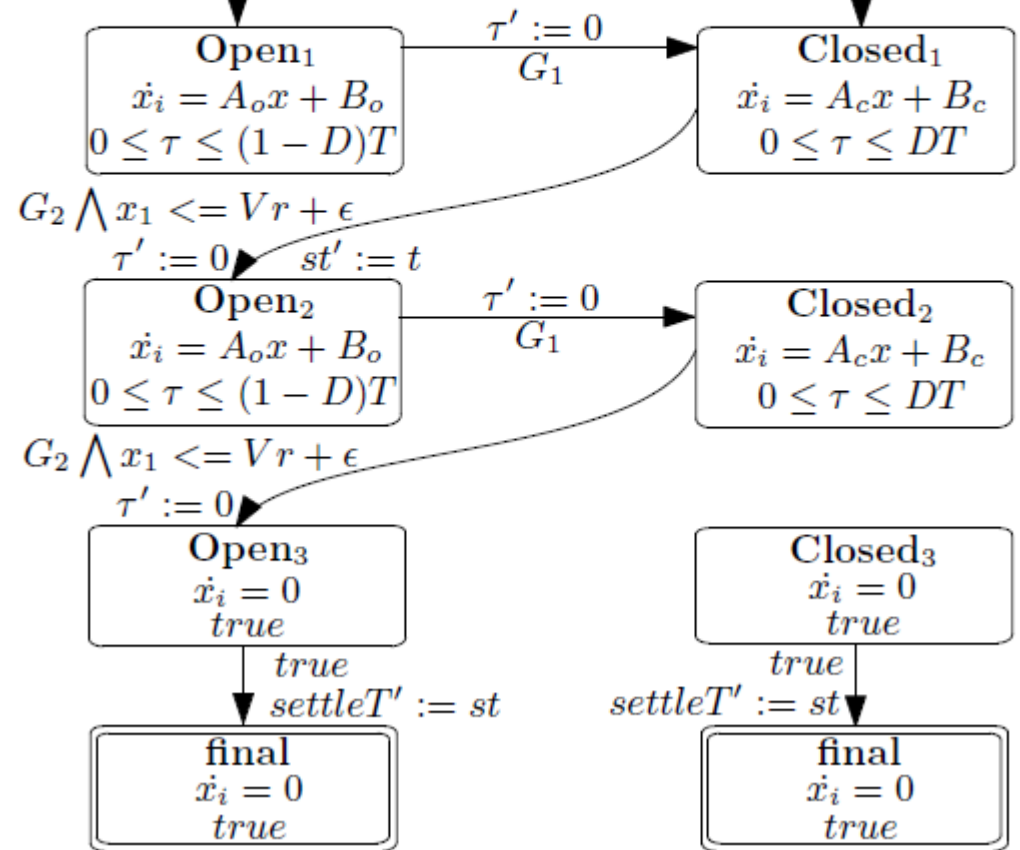 τ′ := 0
G₁
Open₁
ẋᵢ = Aₒx + Bₒ
0 ≤ τ ≤ (1 − D)T
Closed₁
ẋᵢ = A꜀x + B꜀
0 ≤ τ ≤ DT
G₂ ⋀ x₁ <= Vr + ϵ
τ′ := 0 st′ := t
Open₂
ẋᵢ = Aₒx + Bₒ
0 ≤ τ ≤ (1 − D)T
τ′ := 0
G₁
Closed₂
ẋᵢ = A꜀x + B꜀
0 ≤ τ ≤ DT
G₂ ⋀ x₁ <= Vr + ϵ
τ′ := 0
Open₃
ẋᵢ = 0
true
Closed₃
ẋᵢ = 0
true
true
settleT′ := st
true
settleT′ := st
final
ẋᵢ = 0
true
final
ẋᵢ = 0
true